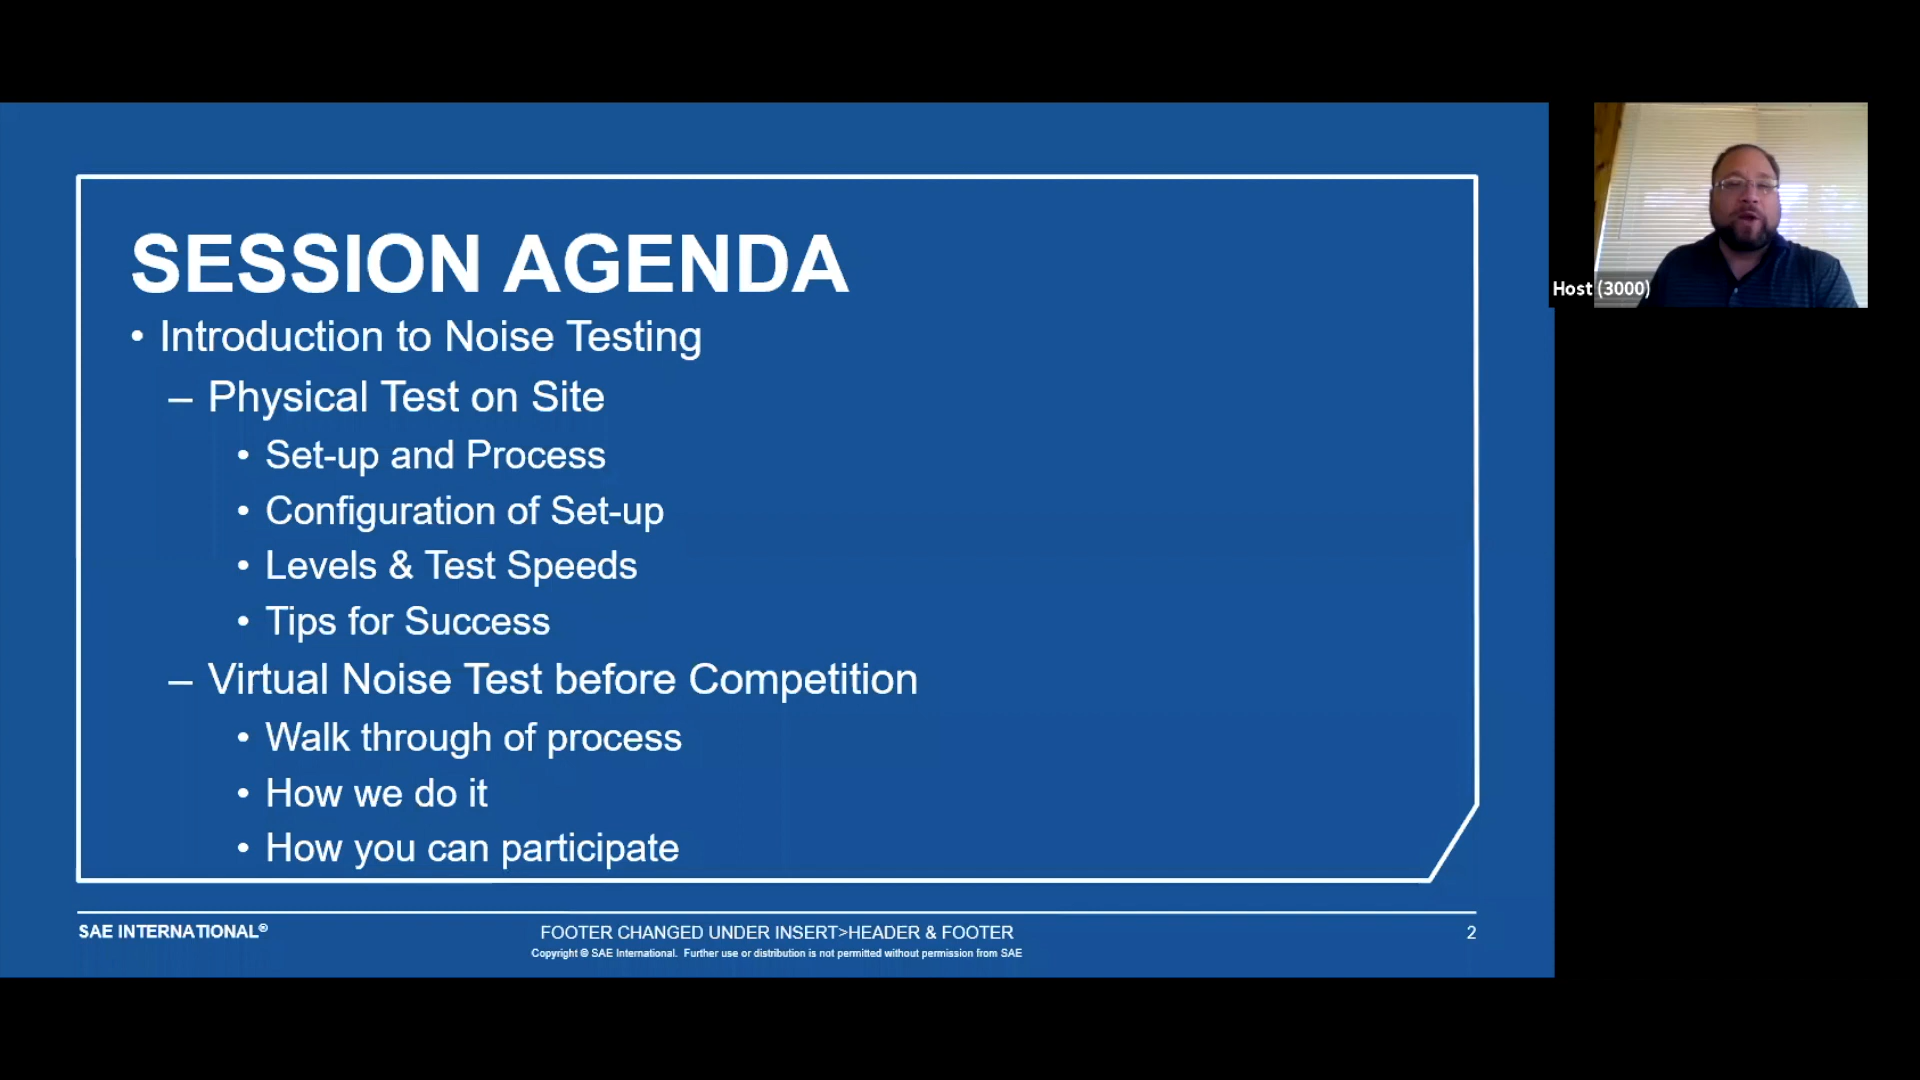 SESSION AGENDA
• Introduction to Noise Testing
– Physical Test on Site
• Set-up and Process
• Configuration of Set-up
• Levels & Test Speeds
• Tips for Success
– Virtual Noise Test before Competition
• Walk through of process
• How we do it
• How you can participate
SAE INTERNATIONAL®
FOOTER CHANGED UNDER INSERT>HEADER & FOOTER
Copyright © SAE International. Further use or distribution is not permitted without permission from SAE
2
Host (3000)